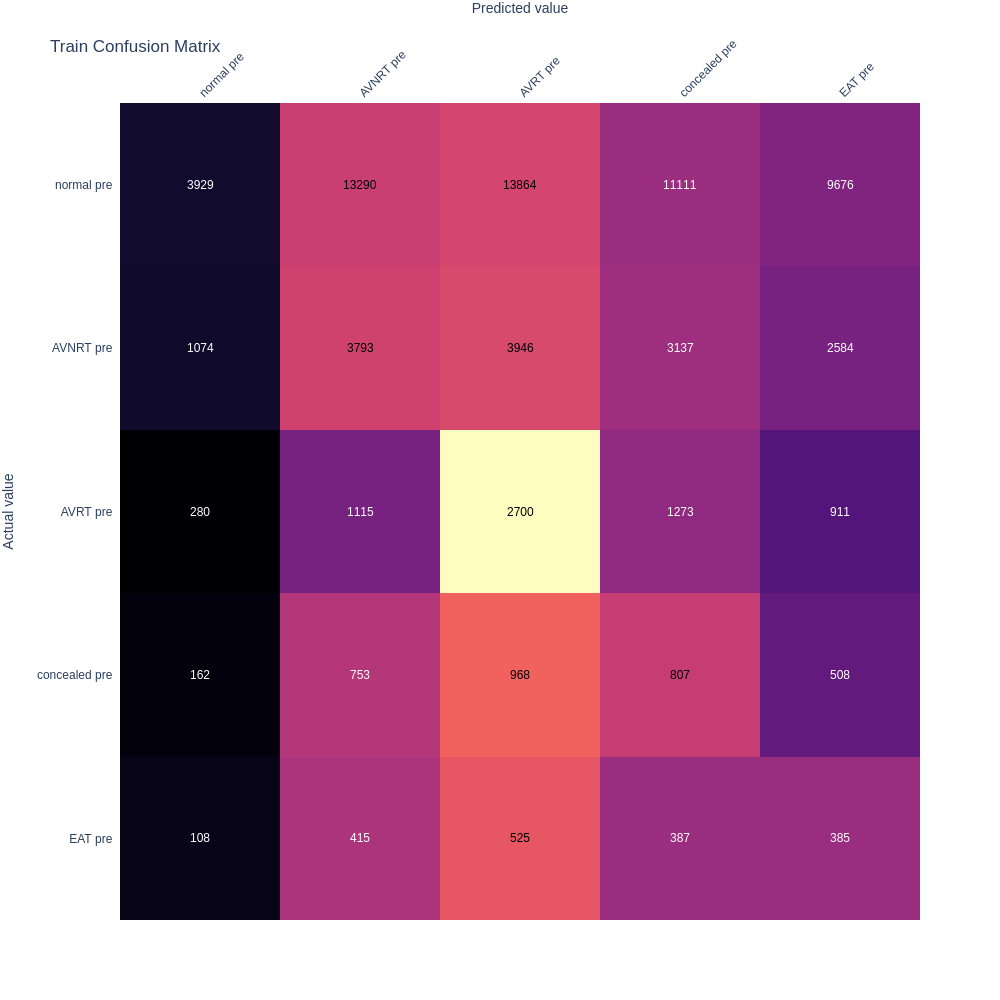 Predicted value
Train Confusion Matrix
normal pre AVNRT pre AVRT pre concealed pre EAT pre
normal pre 3929 13290 13864 11111 9676
AVNRT pre 1074 3793 3946 3137 2584
AVRT pre 280 1115 2700 1273 911
concealed pre 162 753 968 807 508
EAT pre 108 415 525 387 385
Actual value